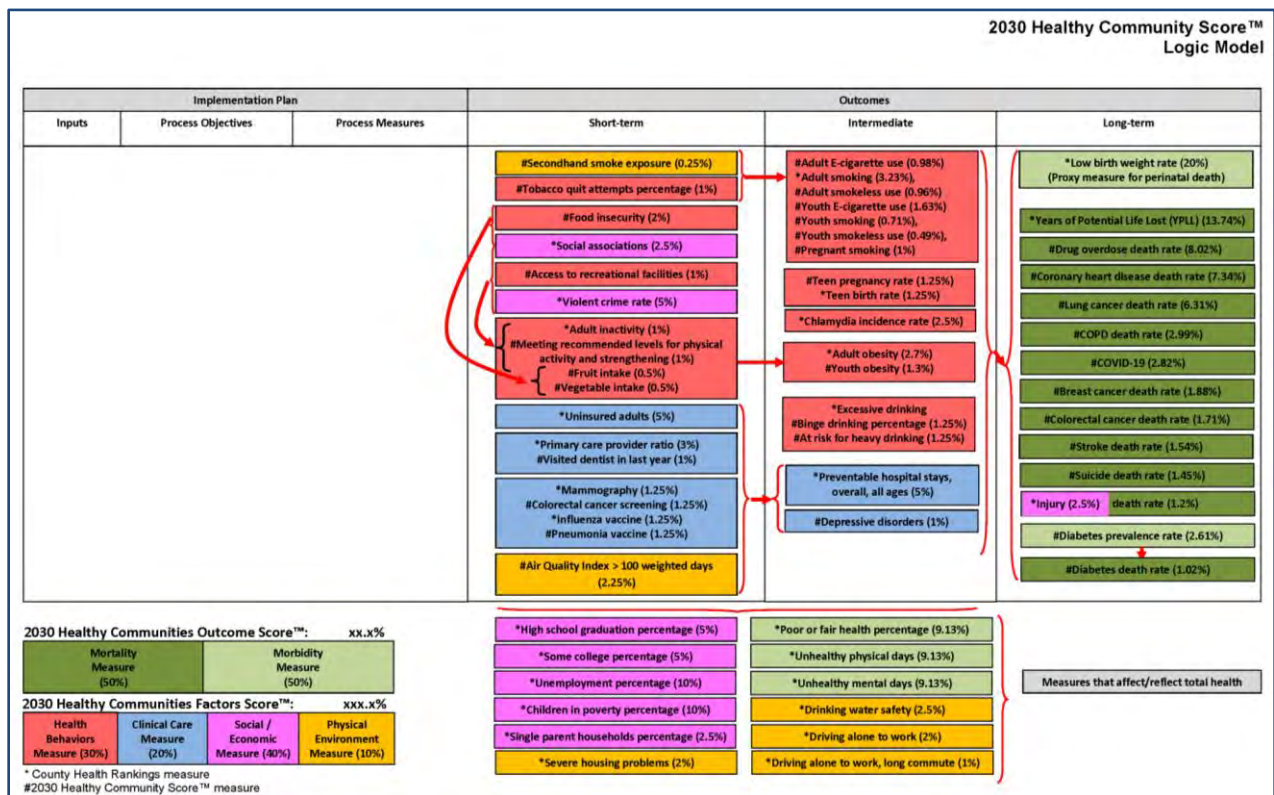 2030 Healthy Community Score™
Logic Model
Implementation Plan
Outcomes
Inputs
Process Objectives
Process Measures
Short-term
Intermediate
Long-term
#Secondhand smoke exposure (0.25%)
#Tobacco quit attempts percentage (1%)
#Food insecurity (2%)
*Social associations (2.5%)
#Access to recreational facilities (1%)
*Violent crime rate (5%)
*Adult inactivity (1%)
#Meeting recommended levels for physical
activity and strengthening (1%)
#Fruit intake (0.5%)
#Vegetable intake (0.5%)
*Uninsured adults (5%)
*Primary care provider ratio (3%)
#Visited dentist in last year (1%)
*Mammography (1.25%)
#Colorectal cancer screening (1.25%)
*Influenza vaccine (1.25%)
#Pneumonia vaccine (1.25%)
#Air Quality Index > 100 weighted days
(2.25%)
#Adult E-cigarette use (0.98%)
*Adult smoking (3.23%),
#Adult smokeless use (0.96%)
#Youth E-cigarette use (1.63%)
#Youth smoking (0.71%),
#Youth smokeless use (0.49%),
#Pregnant smoking (1%)
#Teen pregnancy rate (1.25%)
*Teen birth rate (1.25%)
*Chlamydia incidence rate (2.5%)
*Adult obesity (2.7%)
#Youth obesity (1.3%)
*Excessive drinking
#Binge drinking percentage (1.25%)
#At risk for heavy drinking (1.25%)
*Preventable hospital stays,
overall, all ages (5%)
#Depressive disorders (1%)
*Low birth weight rate (20%)
(Proxy measure for perinatal death)
*Years of Potential Life Lost (YPLL) (13.74%)
#Drug overdose death rate (8.02%)
#Coronary heart disease death rate (7.34%)
#Lung cancer death rate (6.31%)
#COPD death rate (2.99%)
#COVID-19 (2.82%)
#Breast cancer death rate (1.88%)
#Colorectal cancer death rate (1.71%)
#Stroke death rate (1.54%)
#Suicide death rate (1.45%)
*Injury (2.5%) death rate (1.2%)
#Diabetes prevalence rate (2.61%)
#Diabetes death rate (1.02%)
2030 Healthy Communities Outcome Score™: xx.x%
Mortality
Measure
(50%)
Morbidity
Measure
(50%)
2030 Healthy Communities Factors Score™: xxx.x%
Health
Behaviors
Measure (30%)
Clinical Care
Measure
(20%)
Social /
Economic
Measure (40%)
Physical
Environment
Measure (10%)
* County Health Rankings measure
#2030 Healthy Community Score™ measure
*High school graduation percentage (5%)
*Some college percentage (5%)
*Unemployment percentage (10%)
*Children in poverty percentage (10%)
*Single parent households percentage (2.5%)
*Severe housing problems (2%)
*Poor or fair health percentage (9.13%)
*Unhealthy physical days (9.13%)
*Unhealthy mental days (9.13%)
*Drinking water safety (2.5%)
*Driving alone to work (2%)
*Driving alone to work, long commute (1%)
Measures that affect/reflect total health